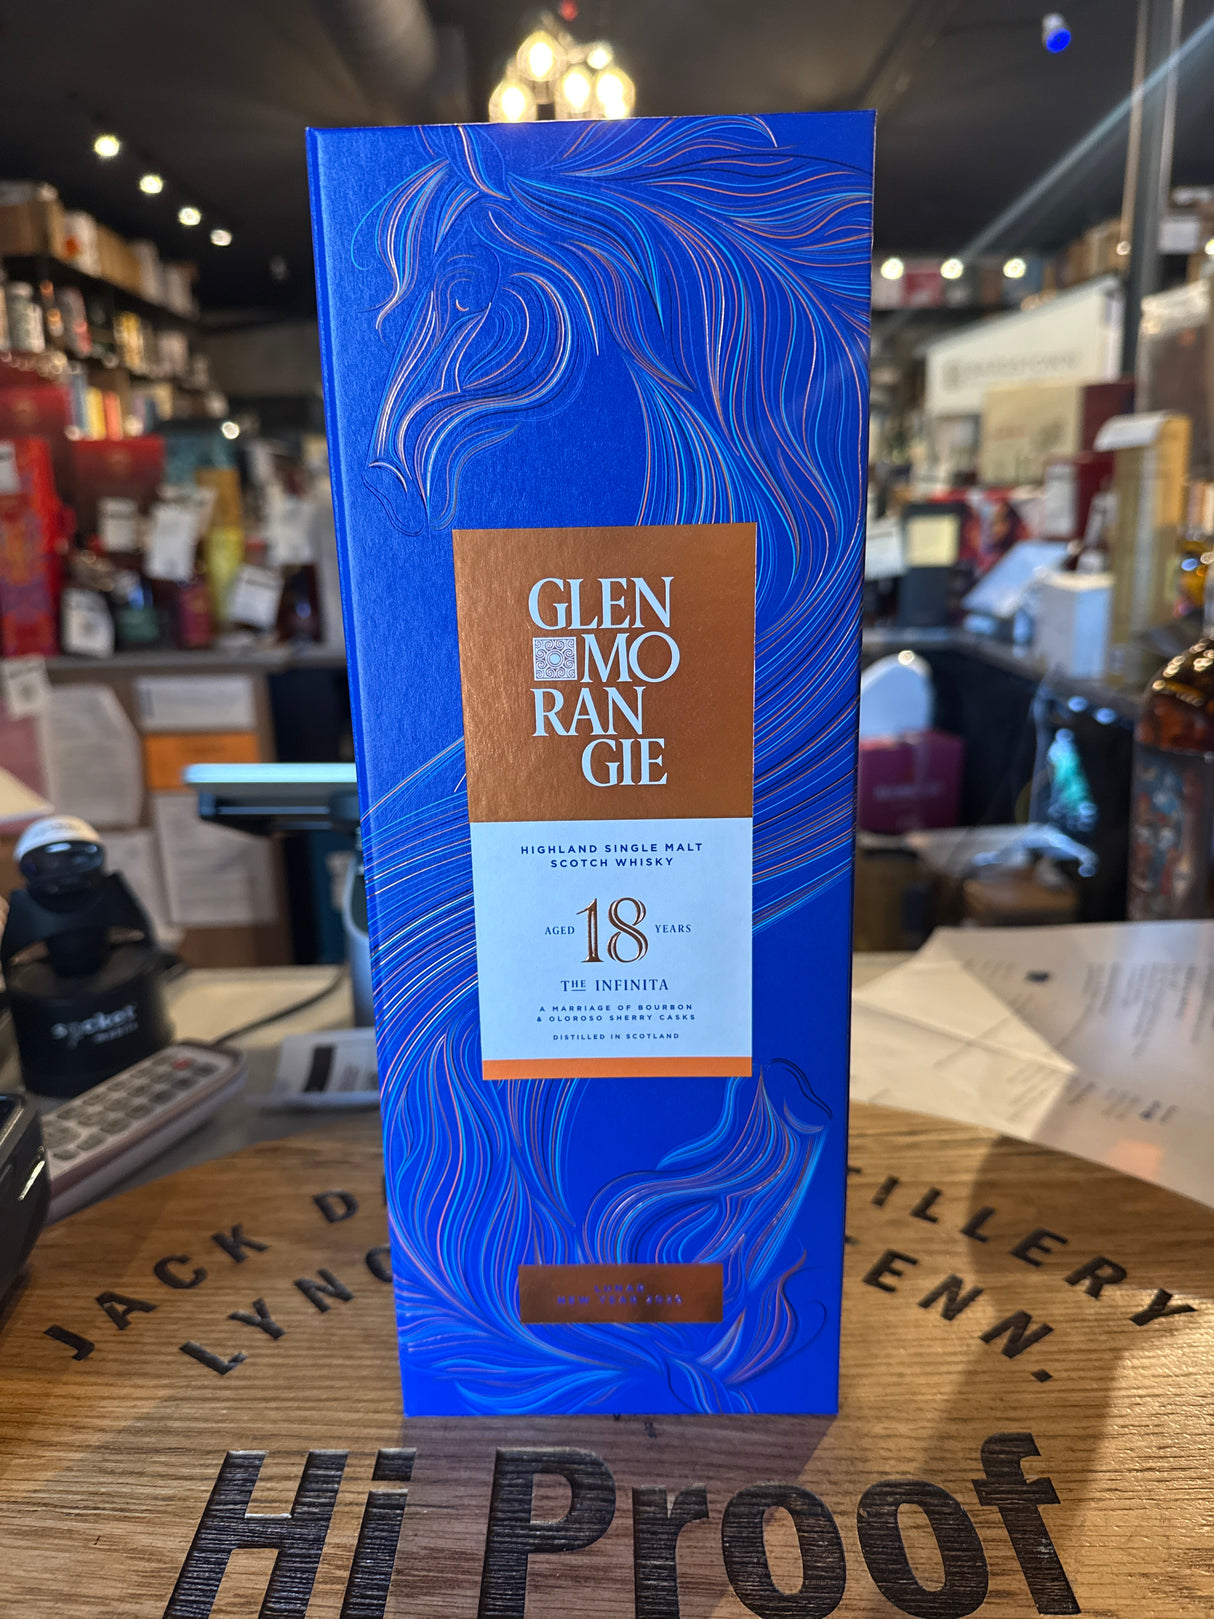 GLEN
MO
RAN
GIE
HIGHLAND SINGLE MALT
SCOTCH WHISKY
AGED 18 YEARS
THE INFINITA
A MARRIAGE OF BOURBON
& OLOROSO SHERRY CASKS
DISTILLED IN SCOTLAND
LUNAR
NEW YEAR
JACK D ILLERY
LYNC ENN.
Hi Proof